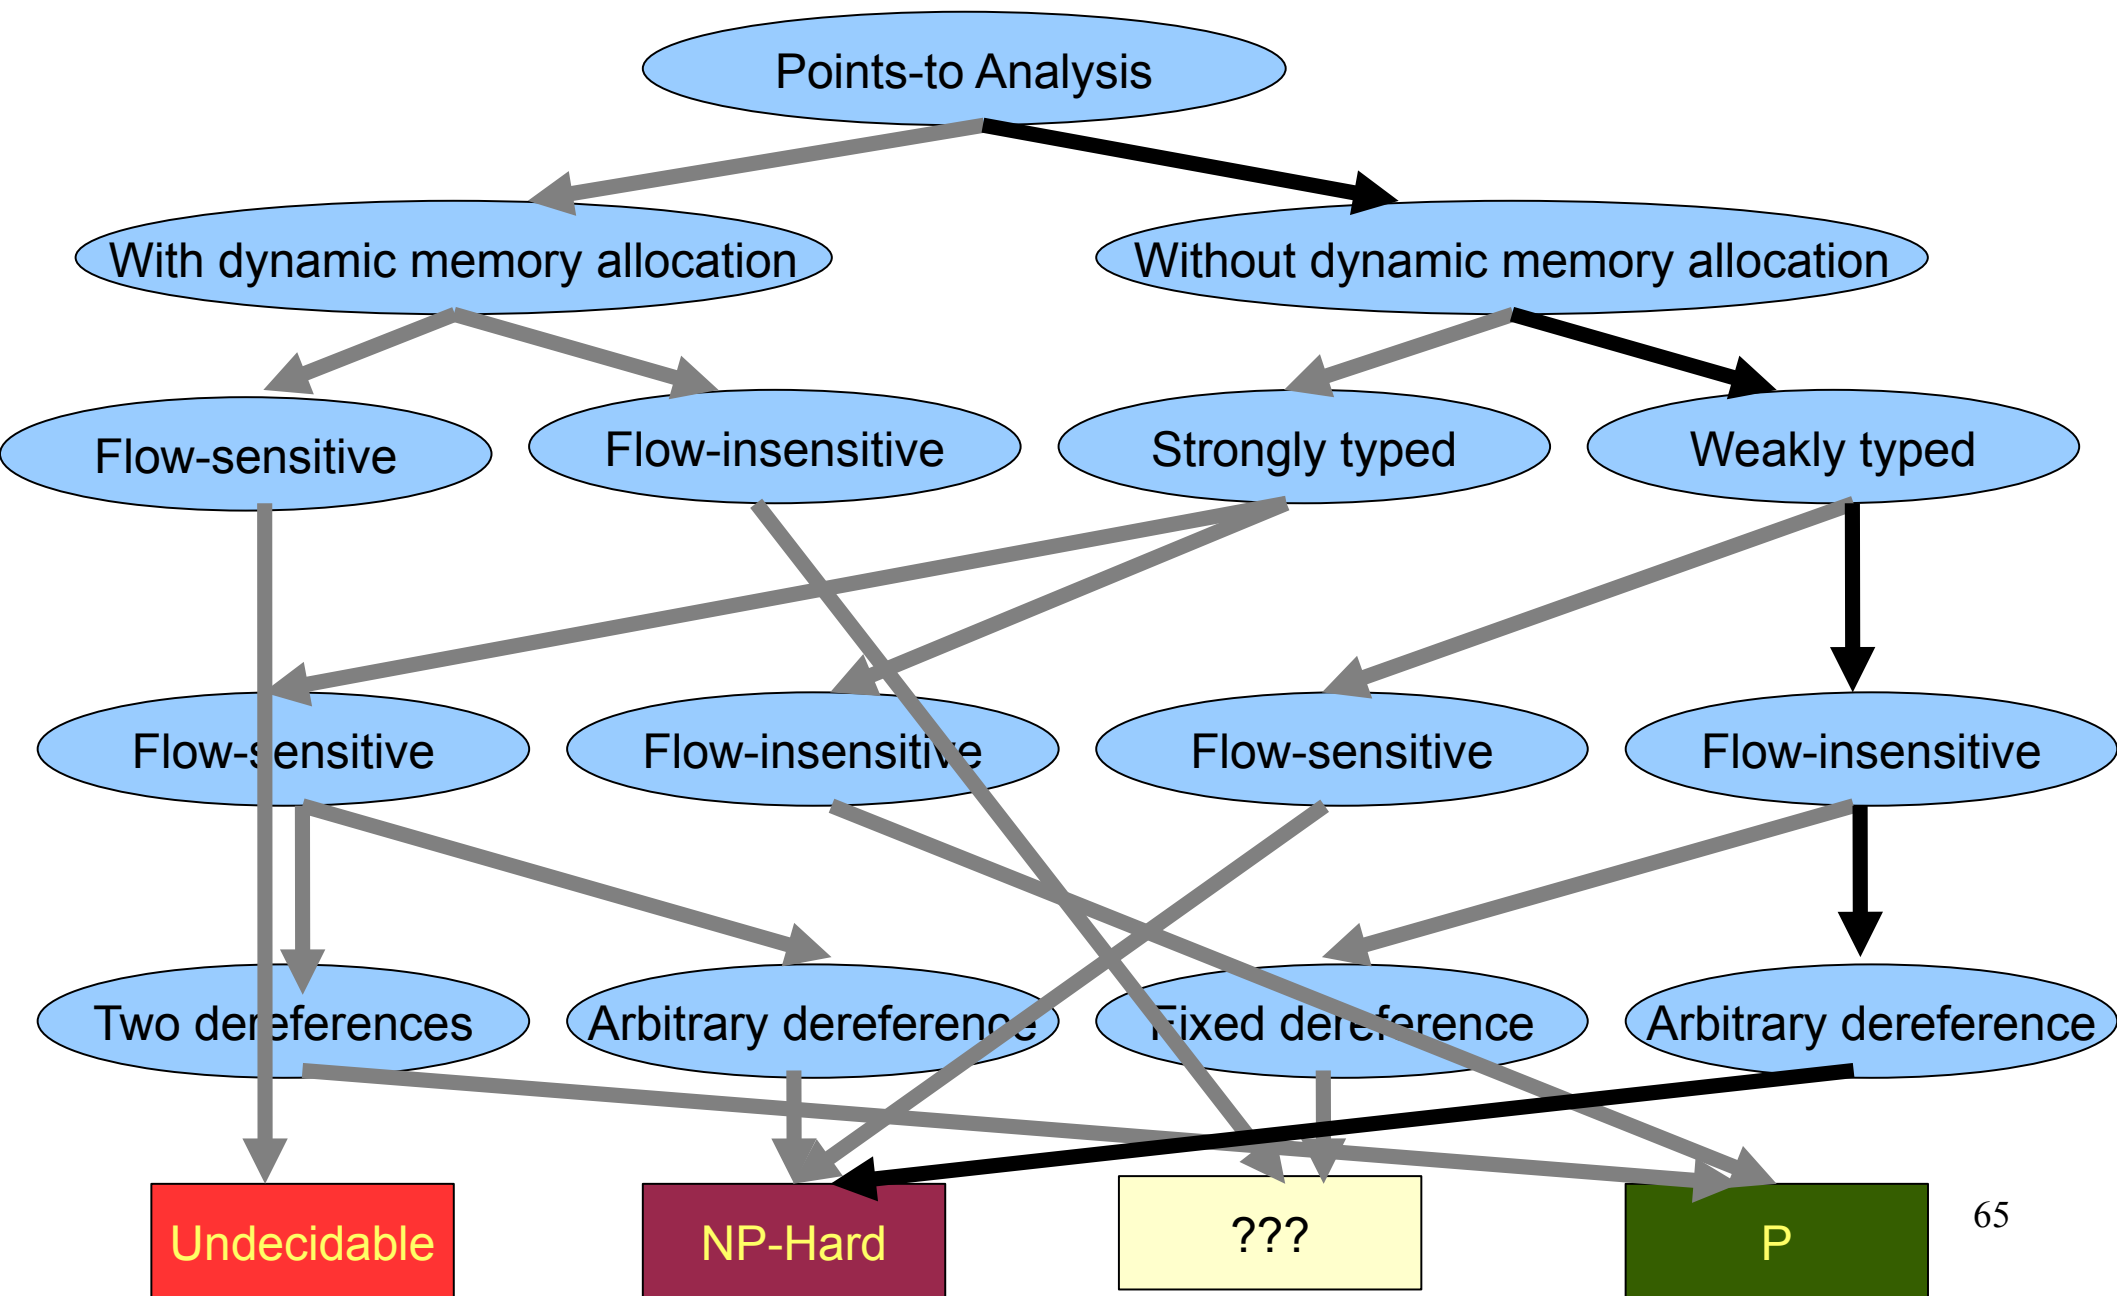 Points-to Analysis
With dynamic memory allocation
Without dynamic memory allocation
Flow-sensitive
Flow-insensitive
Strongly typed
Weakly typed
Flow-sensitive
Flow-insensitive
Flow-sensitive
Flow-insensitive
Two dereferences
Arbitrary dereference
Fixed dereference
Arbitrary dereference
Undecidable
NP-Hard
???
P
65